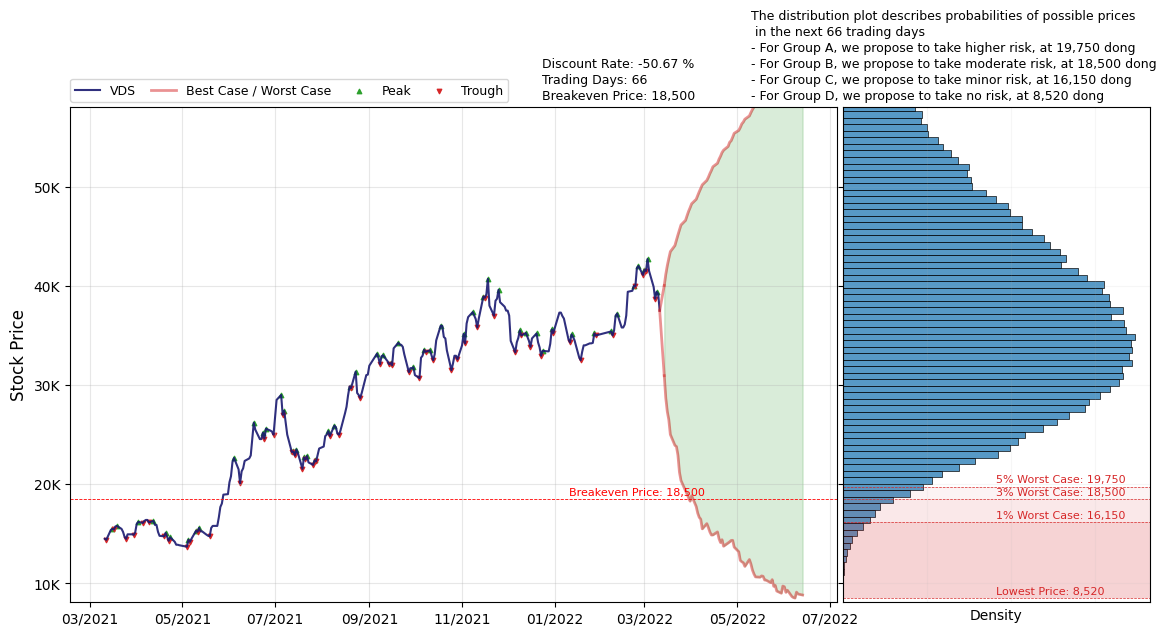 The distribution plot describes probabilities of possible prices
in the next 66 trading days
- For Group A, we propose to take higher risk, at 19,750 dong
- For Group B, we propose to take moderate risk, at 18,500 dong
- For Group C, we propose to take minor risk, at 16,150 dong
- For Group D, we propose to take no risk, at 8,520 dong
Discount Rate: -50.67 %
Trading Days: 66
Breakeven Price: 18,500
VDS
Best Case / Worst Case
Peak
Trough
Stock Price
50K
40K
30K
20K
10K
Breakeven Price: 18,500
5% Worst Case: 19,750
3% Worst Case: 18,500
1% Worst Case: 16,150
Lowest Price: 8,520
03/2021
05/2021
07/2021
09/2021
11/2021
01/2022
03/2022
05/2022
07/2022
Density